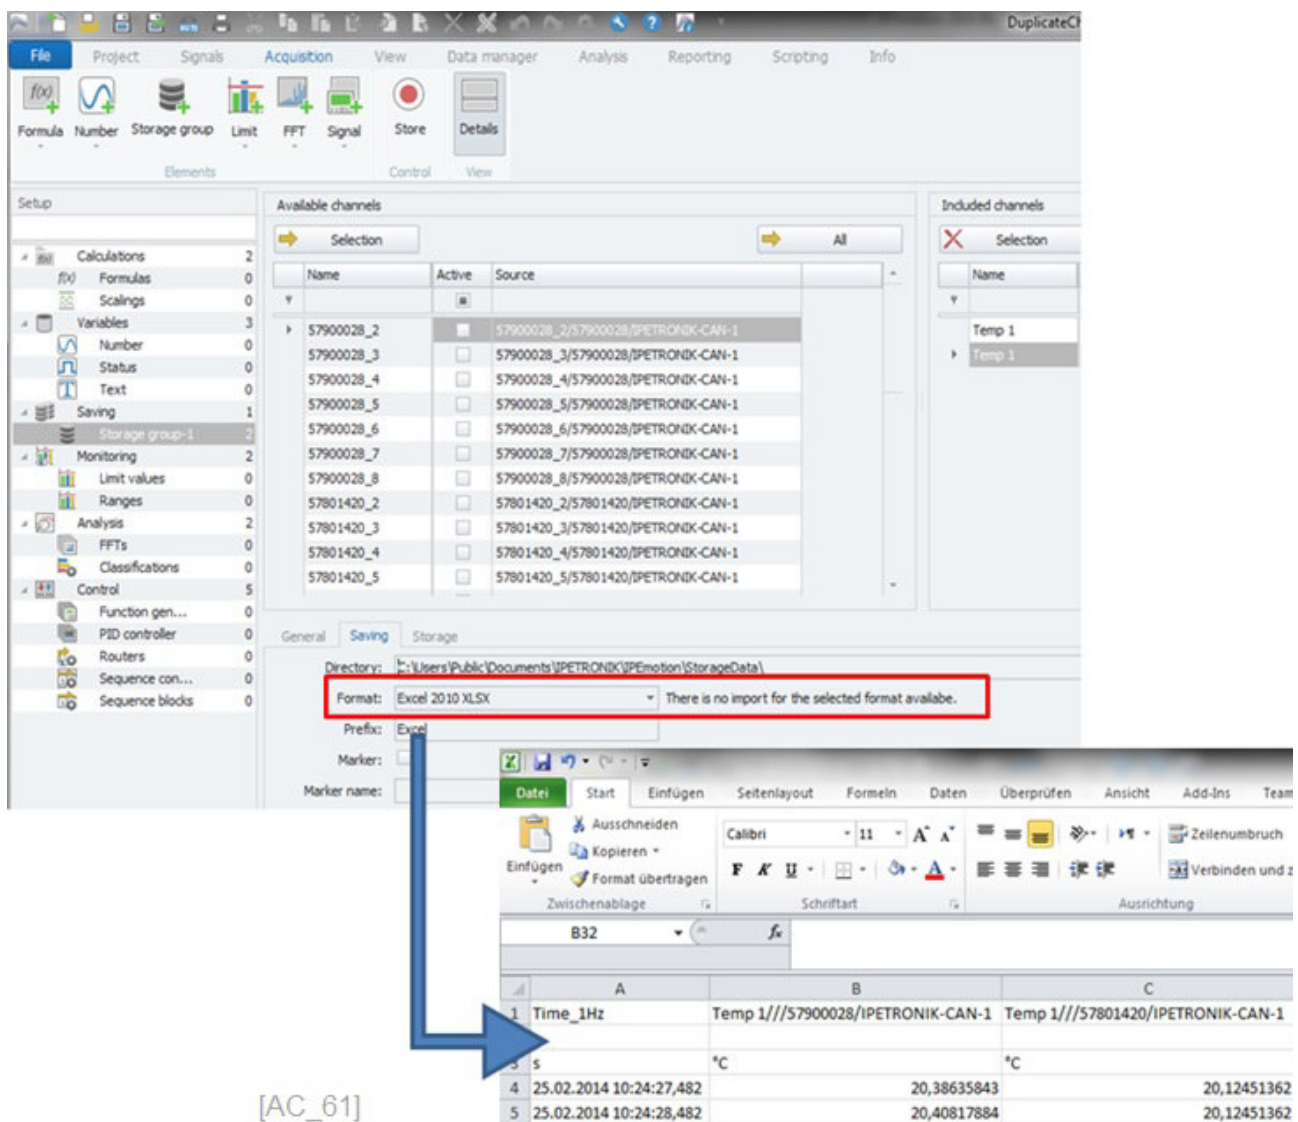 DuplicateCh
File Project Signals Acquisition View Data manager Analysis Reporting Scripting Info
f(x)
Formula Number Storage group Limit FFT Signal Store Details
Elements Control View
Setup
Calculations 2
f(x) Formulas 0
Scalings 0
Variables 3
Number 0
Status 0
Text 0
Saving 1
Storage group-1 2
Monitoring 2
Limit values 0
Ranges 0
Analysis 2
FFTs 0
Classifications 0
Control 5
Function gen... 0
PID controller 0
Routers 0
Sequence con... 0
Sequence blocks 0
Available channels
Selection All
Name Active Source
57900028_2 57900028_2/57900028/IPETRONIK-CAN-1
57900028_3 57900028_3/57900028/IPETRONIK-CAN-1
57900028_4 57900028_4/57900028/IPETRONIK-CAN-1
57900028_5 57900028_5/57900028/IPETRONIK-CAN-1
57900028_6 57900028_6/57900028/IPETRONIK-CAN-1
57900028_7 57900028_7/57900028/IPETRONIK-CAN-1
57900028_8 57900028_8/57900028/IPETRONIK-CAN-1
57801420_2 57801420_2/57801420/IPETRONIK-CAN-1
57801420_3 57801420_3/57801420/IPETRONIK-CAN-1
57801420_4 57801420_4/57801420/IPETRONIK-CAN-1
57801420_5 57801420_5/57801420/IPETRONIK-CAN-1
Included channels
Selection
Name
Temp 1
Temp 1
General Saving Storage
Directory: C:\Users\Public\Documents\IPETRONIK\IPEmotion\StorageData\
Format: Excel 2010 XLSX There is no import for the selected format availabe.
Prefix: Excel
Marker:
Marker name:
Datei Start Einfügen Seitenlayout Formeln Daten Überprüfen Ansicht Add-Ins Team
Einfügen
Ausschneiden
Kopieren
Format übertragen
Calibri 11 A A
F K U A
Zeilenumbruch
Verbinden und z
Zwischenablage Schriftart Ausrichtung
B32 fx
A B C
1 Time_1Hz Temp 1///57900028/IPETRONIK-CAN-1 Temp 1///57801420/IPETRONIK-CAN-1
3 s °C °C
4 25.02.2014 10:24:27,482 20,38635843 20,12451362
5 25.02.2014 10:24:28,482 20,40817884 20,12451362
[AC_61]